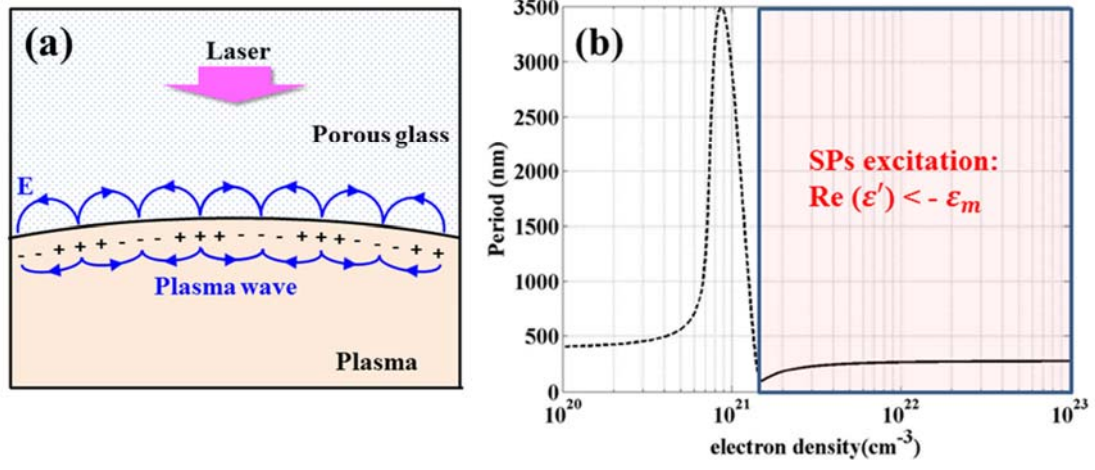 (a)
Laser
Porous glass
E
- - + + + - - - + + + - - - + + + - - - + +
Plasma wave
Plasma
(b)
Period (nm)
3500
3000
2500
2000
1500
1000
500
0
SPs excitation:
Re (ε′) < - εm
10^20
10^21
10^22
10^23
electron density(cm^-3)